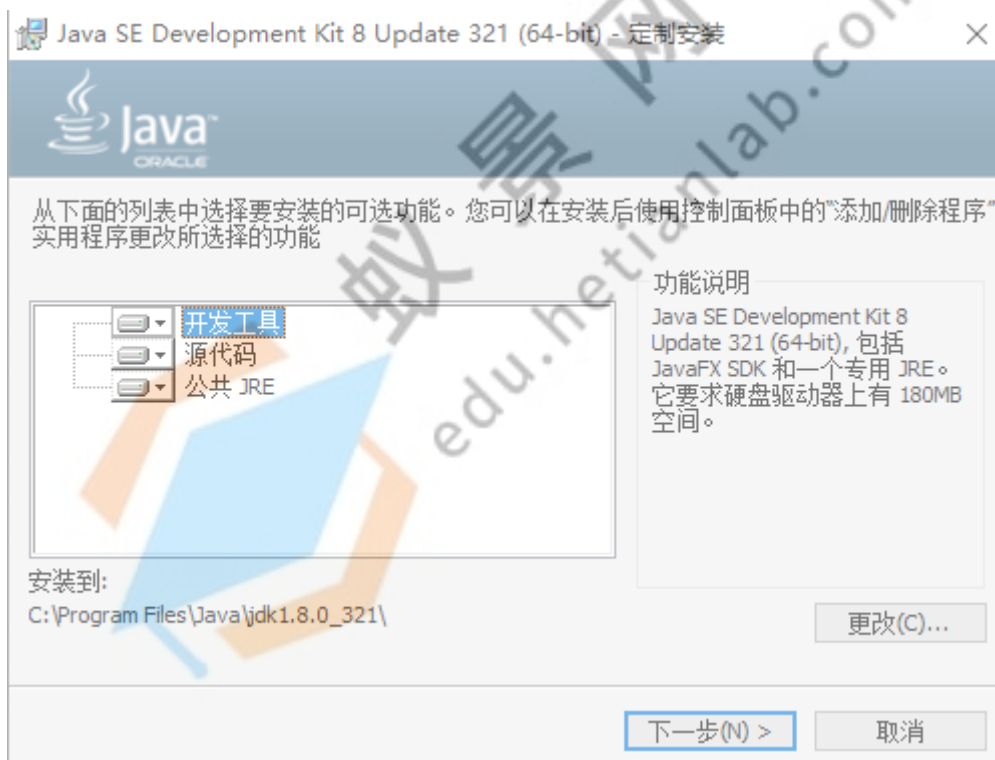 Java SE Development Kit 8 Update 321 (64-bit) - 定制安装
Java
ORACLE
从下面的列表中选择要安装的可选功能。您可以在安装后使用控制面板中的"添加/删除程序"
实用程序更改所选择的功能
开发工具
源代码
公共 JRE
功能说明
Java SE Development Kit 8
Update 321 (64-bit), 包括
JavaFX SDK 和一个专用 JRE。
它要求硬盘驱动器上有 180MB
空间。
安装到:
C:\Program Files\Java\jdk1.8.0_321\
更改(C)...
下一步(N) >
取消
蚁景网
edu.hetianlab.com